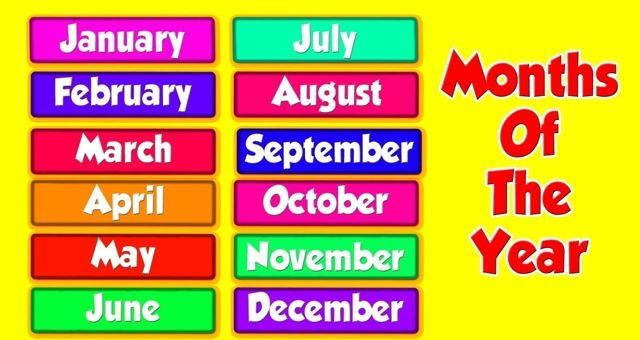 January
February
March
April
May
June
July
August
September
October
November
December
Months
Of
The
Year